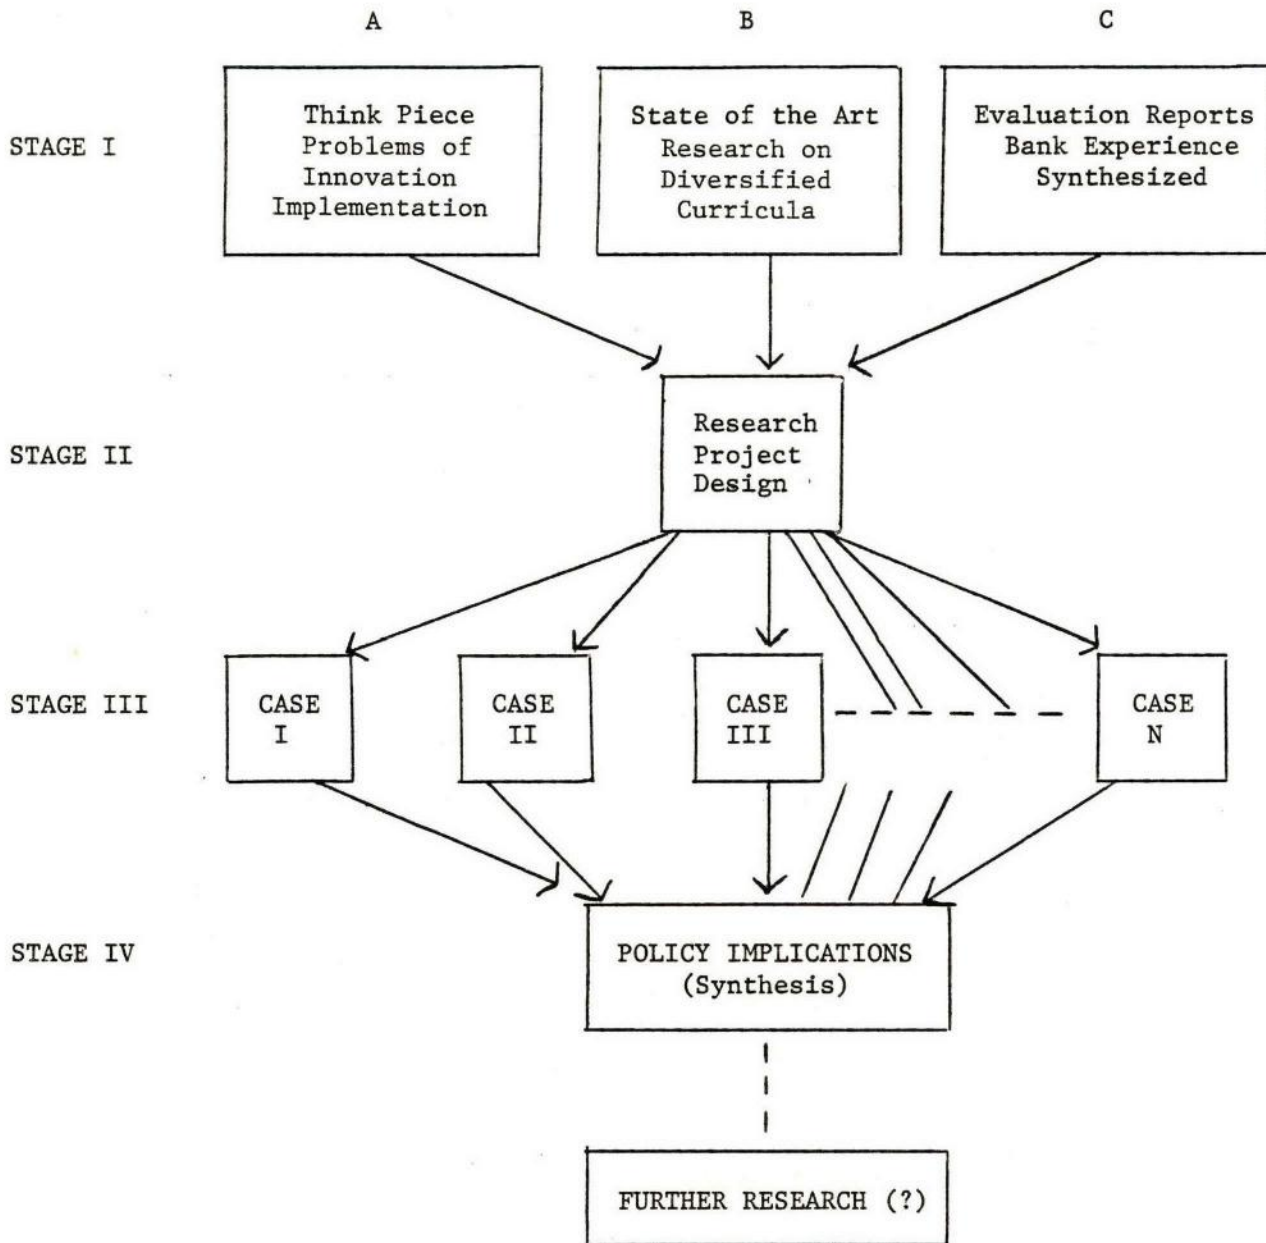 A B C
STAGE I
Think Piece
Problems of
Innovation
Implementation
State of the Art
Research on
Diversified
Curricula
Evaluation Reports
Bank Experience
Synthesized
STAGE II
Research
Project
Design
STAGE III
CASE
I
CASE
II
CASE
III
CASE
N
STAGE IV
POLICY IMPLICATIONS
(Synthesis)
FURTHER RESEARCH (?)